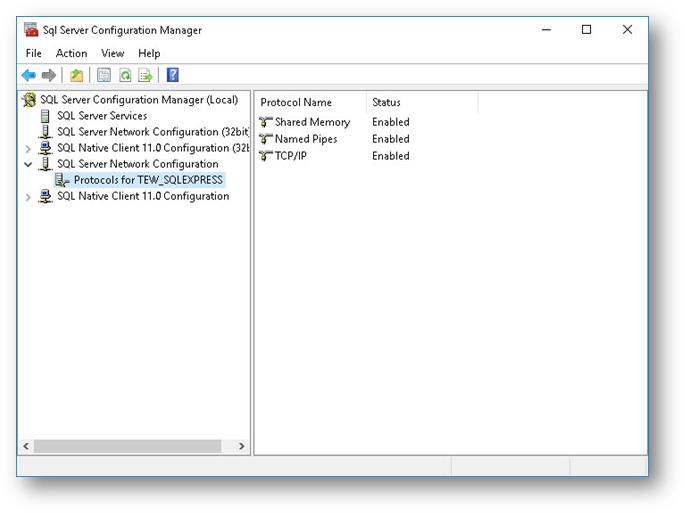 Sql Server Configuration Manager
File Action View Help
SQL Server Configuration Manager (Local)
SQL Server Services
SQL Server Network Configuration (32bit
SQL Native Client 11.0 Configuration (32b
SQL Server Network Configuration
Protocols for TEW_SQLEXPRESS
SQL Native Client 11.0 Configuration
Protocol Name Status
Shared Memory Enabled
Named Pipes Enabled
TCP/IP Enabled